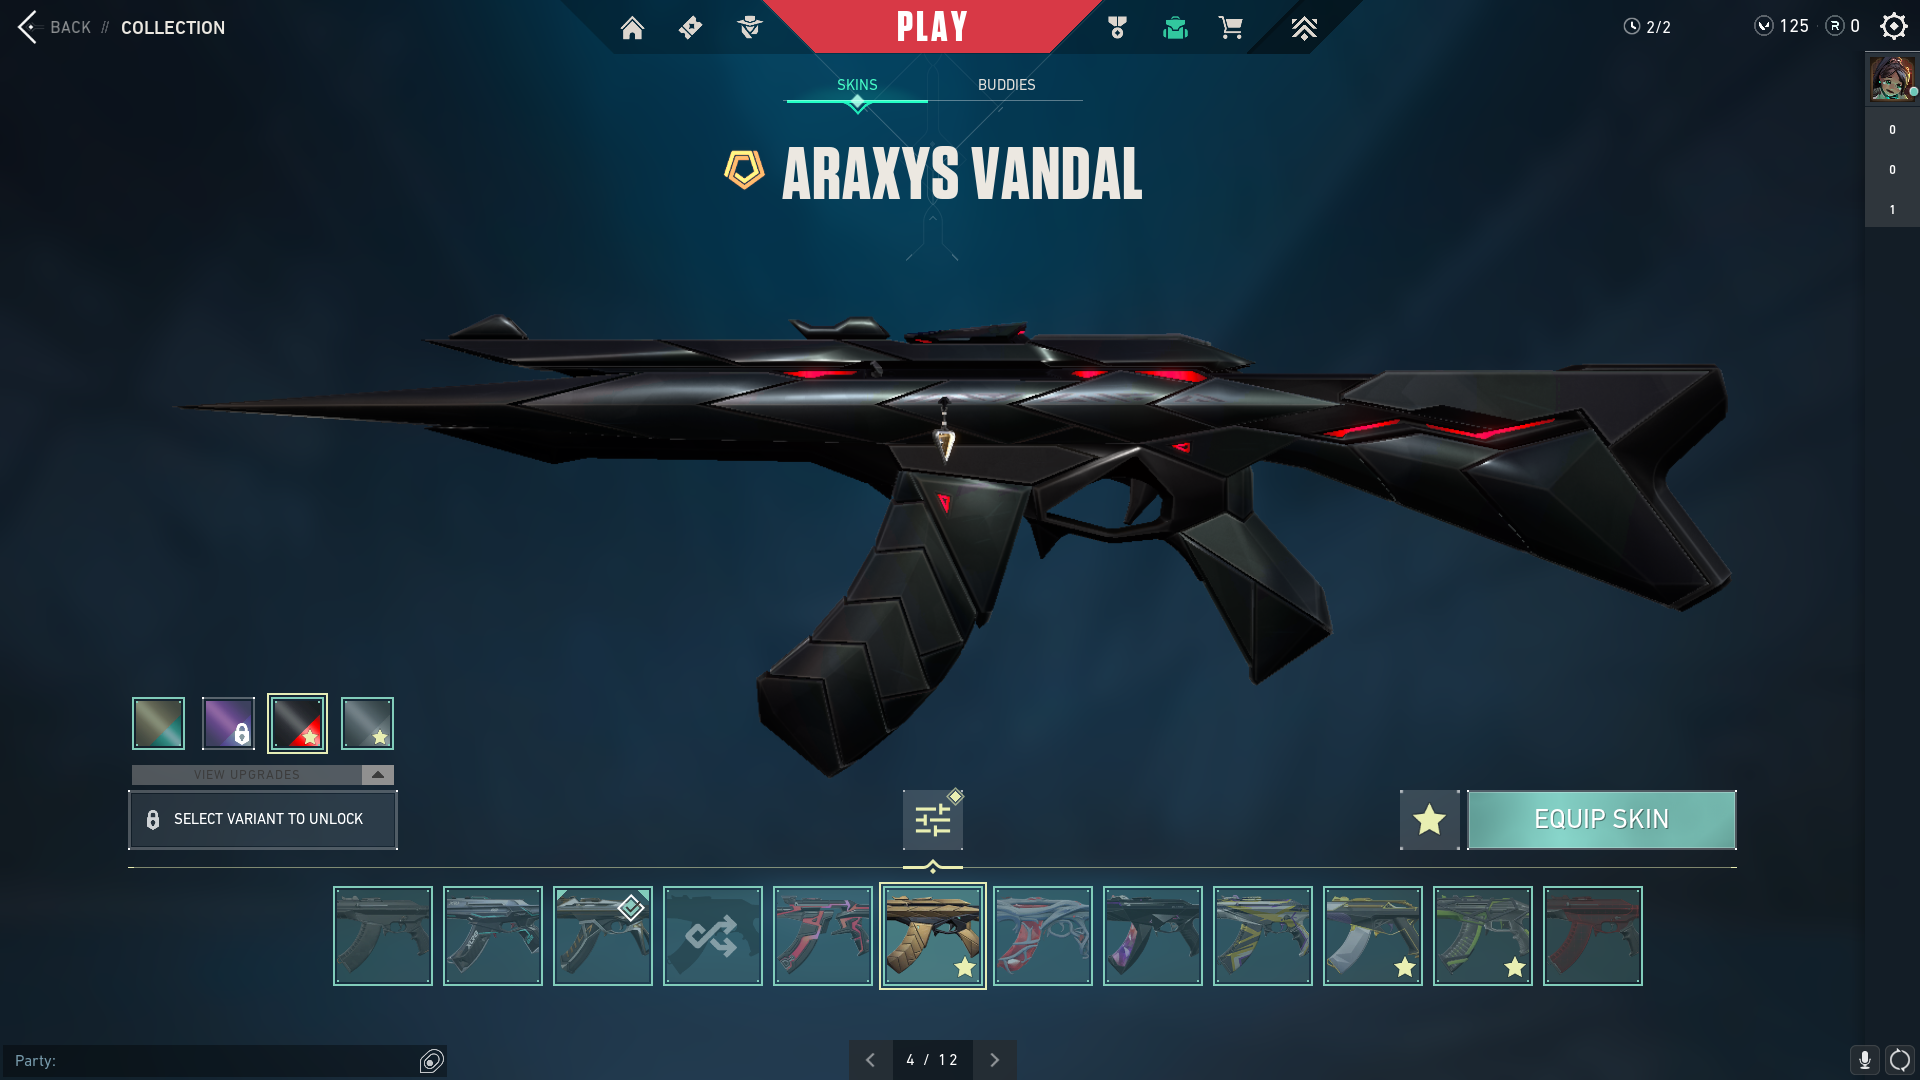 BACK // COLLECTION
PLAY
2/2
125
0
SKINS
BUDDIES
ARAXYS VANDAL
0
0
1
VIEW UPGRADES
SELECT VARIANT TO UNLOCK
EQUIP SKIN
Party:
4 / 12